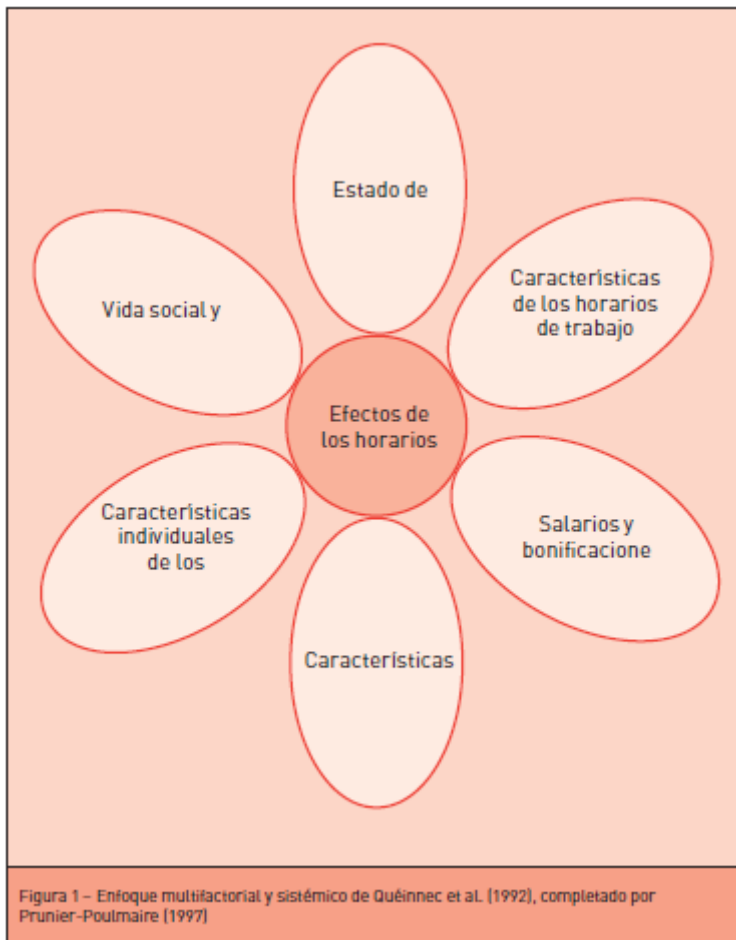 Estado de
Vida social y
Características
de los horarios
de trabajo
Efectos de
los horarios
Características
individuales
de los
Salarios y
bonificacione
Características
Figura 1 – Enfoque multifactorial y sistémico de Quéinnec et al. (1992), completado por
Prunier-Poulmaire (1997)